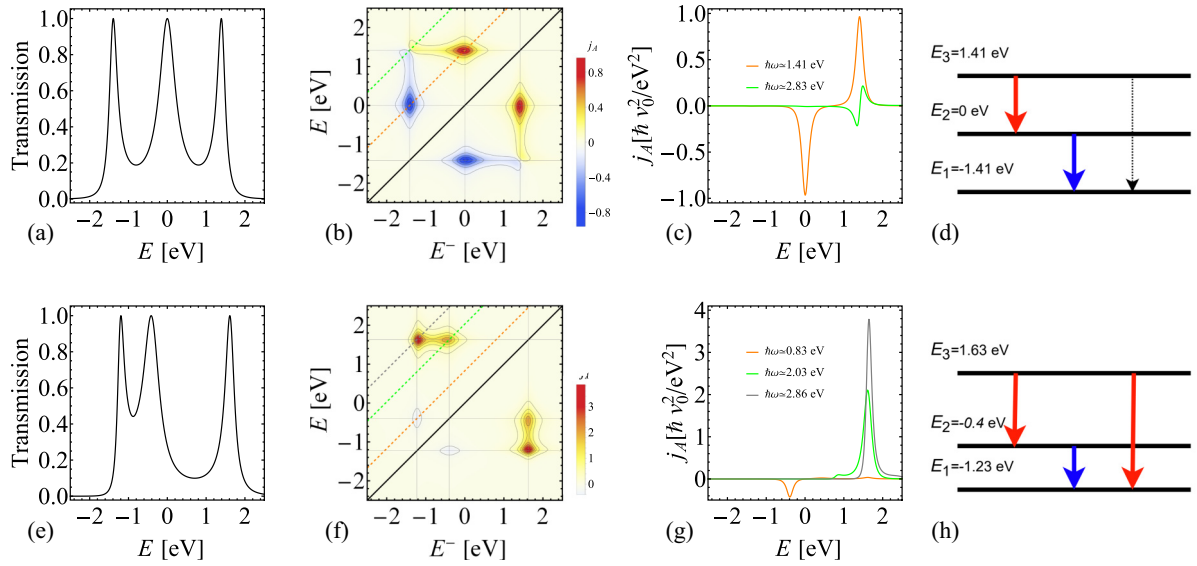 Transmission
1.0
0.8
0.6
0.4
0.2
0.0
-2 -1 0 1 2
(a)
E [eV]
E [eV]
2
1
0
-1
-2
-2 -1 0 1 2
(b)
E⁻ [eV]
j_A
0.8
0.4
0
-0.4
-0.8
j_A[ℏ v₀²/eV²]
1.0
0.5
0.0
-0.5
-1.0
ℏω≃1.41 eV
ℏω≃2.83 eV
-2 -1 0 1 2
(c)
E [eV]
E₃=1.41 eV
E₂=0 eV
E₁=-1.41 eV
(d)
Transmission
1.0
0.8
0.6
0.4
0.2
0.0
-2 -1 0 1 2
(e)
E [eV]
E [eV]
2
1
0
-1
-2
-2 -1 0 1 2
(f)
E⁻ [eV]
3
2
1
0
j_A[ℏ v₀²/eV²]
4
3
2
1
0
ℏω≃0.83 eV
ℏω≃2.03 eV
ℏω≃2.86 eV
-2 -1 0 1 2
(g)
E [eV]
E₃=1.63 eV
E₂=-0.4 eV
E₁=-1.23 eV
(h)